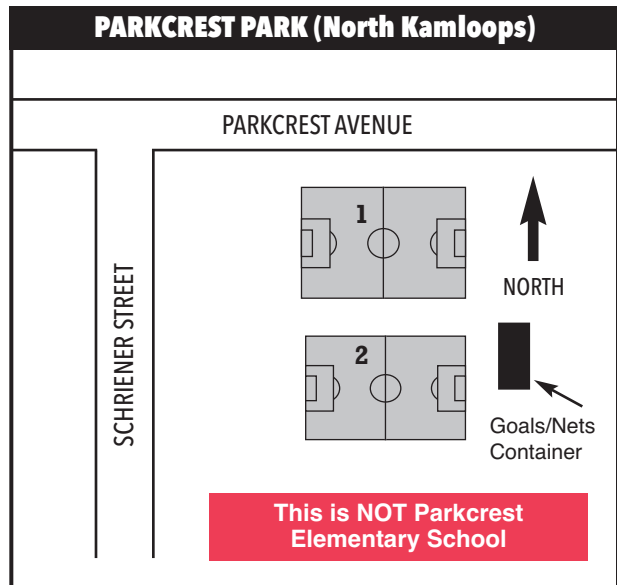 PARKCREST PARK (North Kamloops)
PARKCREST AVENUE
SCHRIENER STREET
1
NORTH
2
Goals/Nets
Container
This is NOT Parkcrest
Elementary School